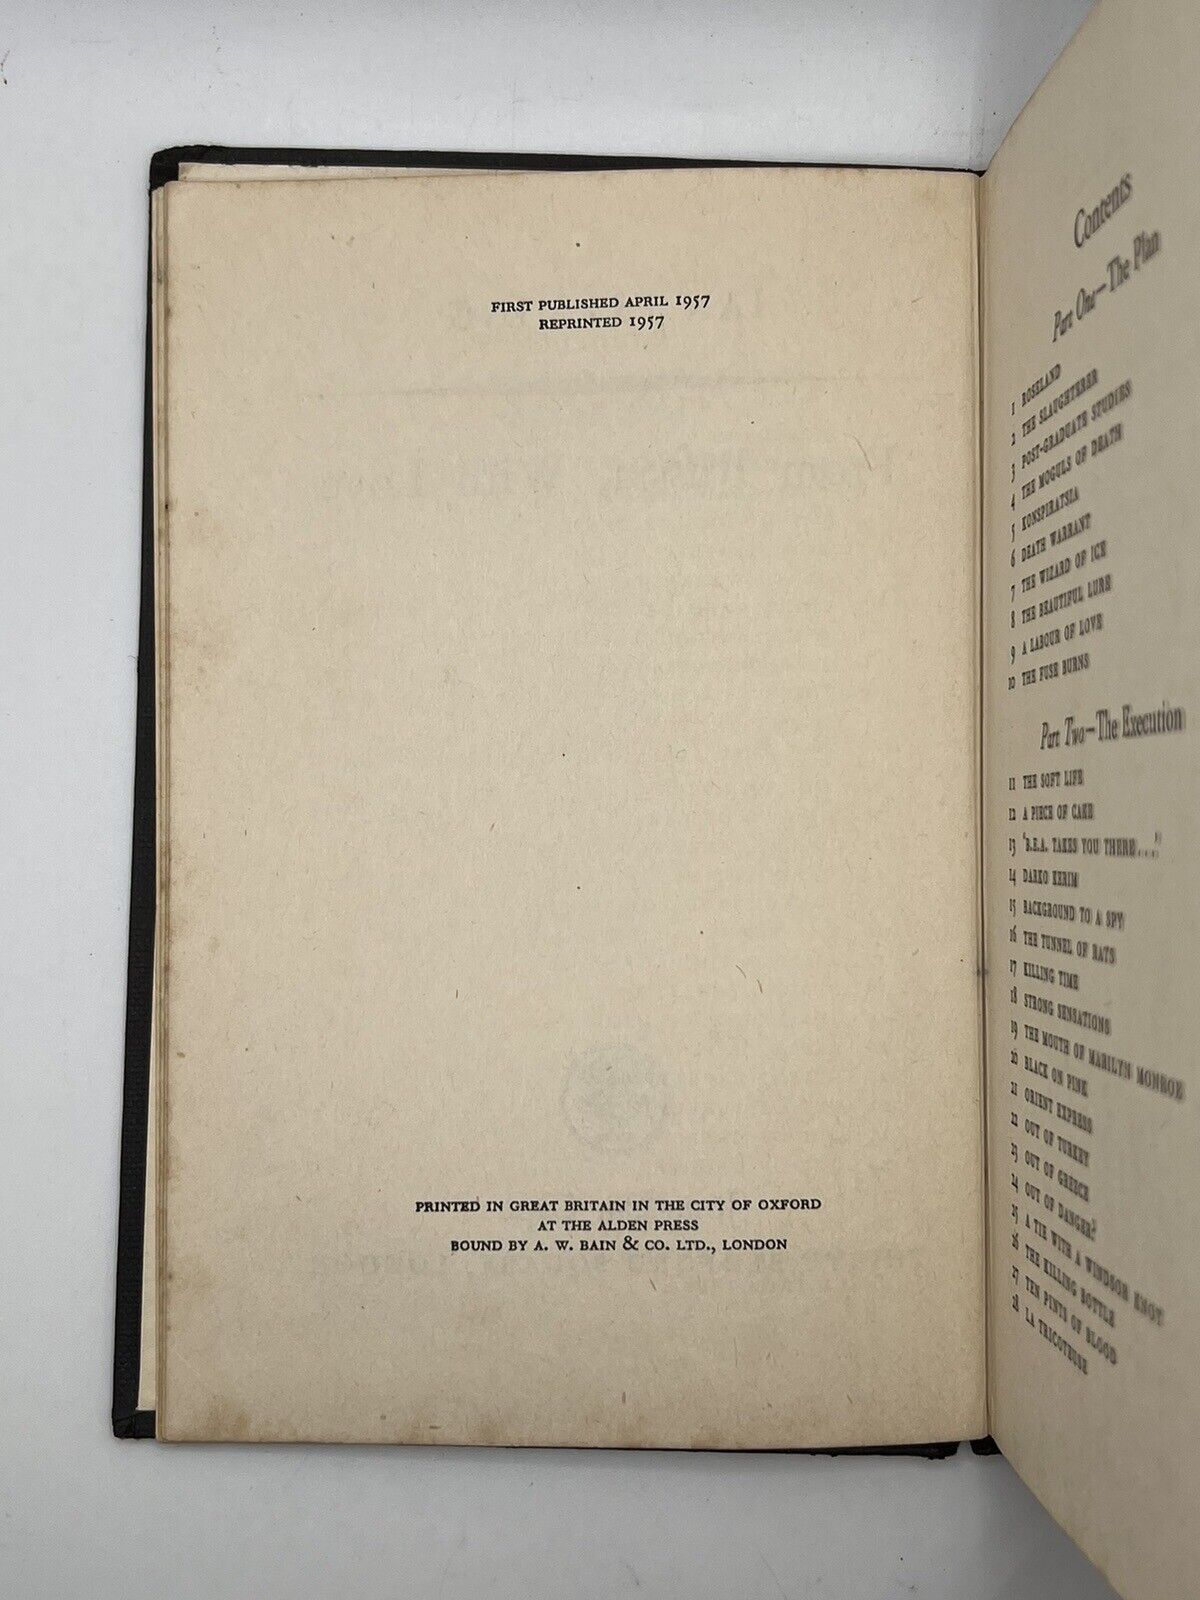 FIRST PUBLISHED APRIL 1957
REPRINTED 1957
PRINTED IN GREAT BRITAIN IN THE CITY OF OXFORD
AT THE ALDEN PRESS
BOUND BY A. W. BAIN & CO. LTD., LONDON
Contents
Part One—The Plan
1 ROSELAND
2 THE SLAUGHTERER
3 POST-GRADUATE STUDIES
4 THE MOGULS OF DEATH
5 KONSPIRATSIA
6 DEATH WARRANT
7 THE WIZARD OF ICE
8 THE BEAUTIFUL LURE
9 A LABOUR OF LOVE
10 THE FUSE BURNS
Part Two—The Execution
11 THE SOFT LIFE
12 A PIECE OF CAKE
13 'B.E.A. TAKES YOU THERE . . .'
14 DARKO KERIM
15 BACKGROUND TO A SPY
16 THE TUNNEL OF RATS
17 KILLING TIME
18 STRONG SENSATIONS
19 THE MOUTH OF MARILYN MONROE
20 BLACK ON PINK
21 ORIENT EXPRESS
22 OUT OF TURKEY
23 OUT OF GREECE
24 OUT OF DANGER?
25 A TIE WITH A WINDSOR KNOT
26 THE KILLING BOTTLE
27 TEN PINTS OF BLOOD
28 LA TRICOTEUSE